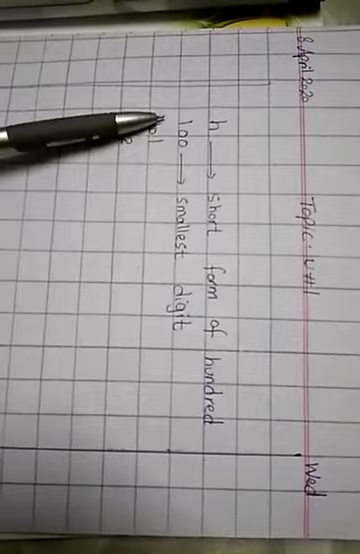 8 April 2020 Topic:- U#1 Wed
h → short form of hundred
100 → smallest digit